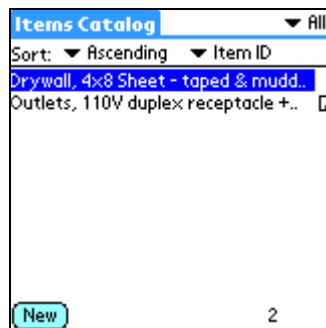 Items Catalog ▼ All
Sort: ▼ Ascending ▼ Item ID
Drywall, 4x8 Sheet - taped & mudd..
Outlets, 110V duplex receptacle +..
New 2